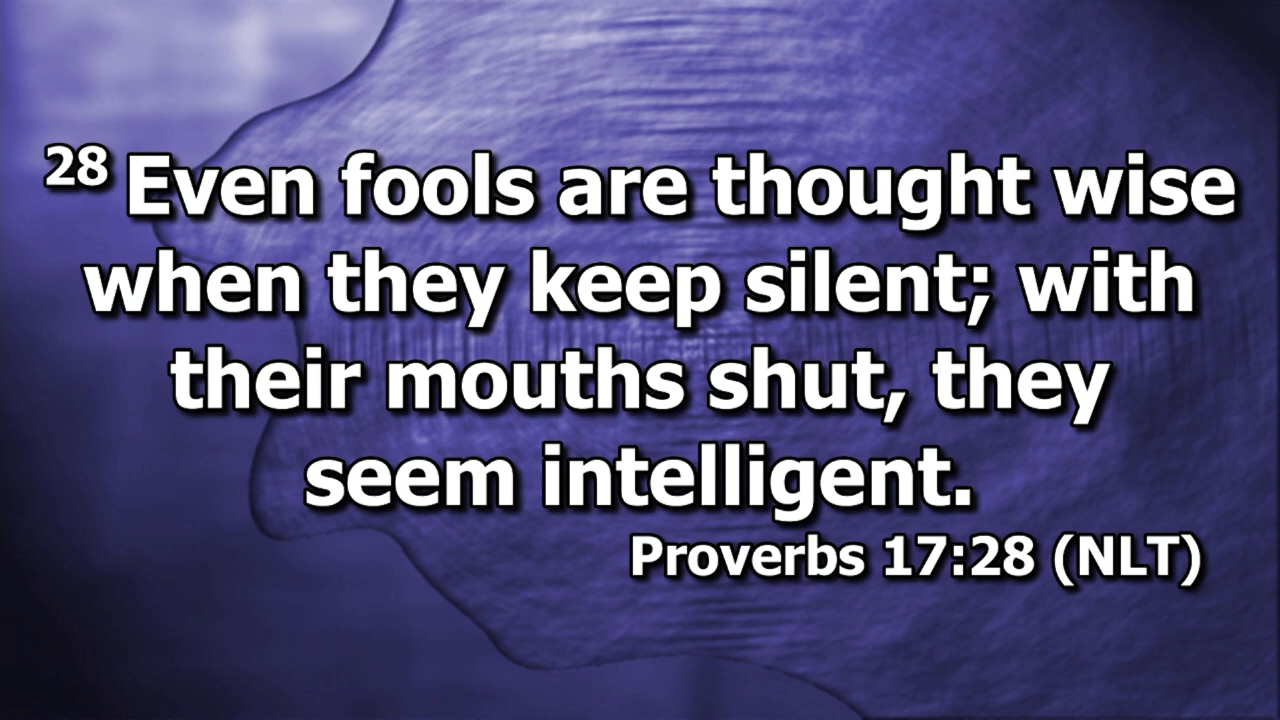 28 Even fools are thought wise
when they keep silent; with
their mouths shut, they
seem intelligent.
Proverbs 17:28 (NLT)